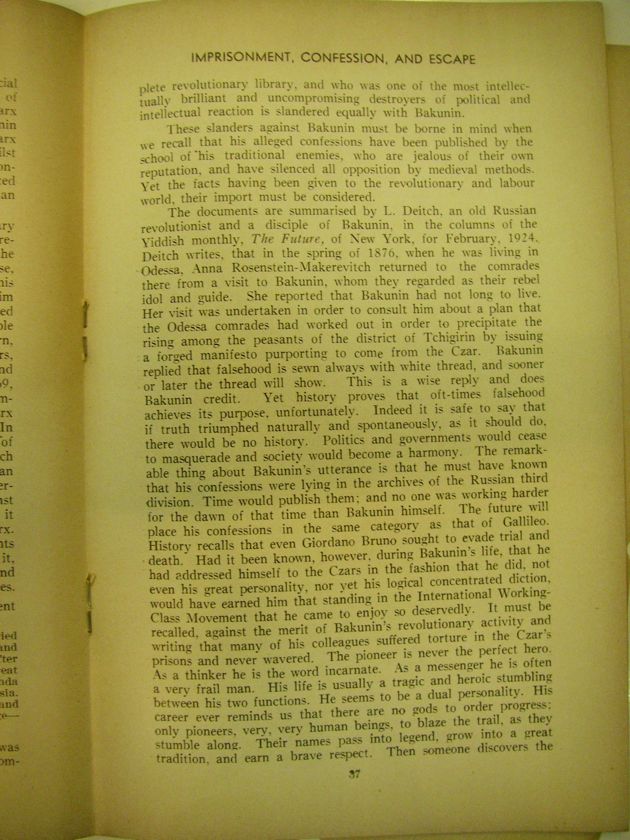 IMPRISONMENT, CONFESSION, AND ESCAPE
plete revolutionary library, and who was one of the most intellec-
tually brilliant and uncompromising destroyers of political and
intellectual reaction is slandered equally with Bakunin.
These slanders against Bakunin must be borne in mind when
we recall that his alleged confessions have been published by the
school of his traditional enemies, who are jealous of their own
reputation, and have silenced all opposition by medieval methods.
Yet the facts having been given to the revolutionary and labour
world, their import must be considered.
The documents are summarised by L. Deitch, an old Russian
revolutionist and a disciple of Bakunin, in the columns of the
Yiddish monthly, The Future, of New York, for February, 1924.
Deitch writes, that in the spring of 1876, when he was living in
Odessa, Anna Rosenstein-Makerevitch returned to the comrades
there from a visit to Bakunin, whom they regarded as their rebel
idol and guide. She reported that Bakunin had not long to live.
Her visit was undertaken in order to consult him about a plan that
the Odessa comrades had worked out in order to precipitate the
rising among the peasants of the district of Tchigirin by issuing
a forged manifesto purporting to come from the Czar. Bakunin
replied that falsehood is sewn always with white thread, and sooner
or later the thread will show. This is a wise reply and does
Bakunin credit. Yet history proves that oft-times falsehood
achieves its purpose, unfortunately. Indeed it is safe to say that
if truth triumphed naturally and spontaneously, as it should do,
there would be no history. Politics and governments would cease
to masquerade and society would become a harmony. The remark-
able thing about Bakunin's utterance is that he must have known
that his confessions were lying in the archives of the Russian third
division. Time would publish them; and no one was working harder
for the dawn of that time than Bakunin himself. The future will
place his confessions in the same category as that of Gallileo.
History recalls that even Giordano Bruno sought to evade trial and
death. Had it been known, however, during Bakunin's life, that he
had addressed himself to the Czars in the fashion that he did, not
even his great personality, nor yet his logical concentrated diction,
would have earned him that standing in the International Working-
Class Movement that he came to enjoy so deservedly. It must be
recalled, against the merit of Bakunin's revolutionary activity and
writing that many of his colleagues suffered torture in the Czar's
prisons and never wavered. The pioneer is never the perfect hero.
As a thinker he is the word incarnate. As a messenger he is often
a very frail man. His life is usually a tragic and heroic stumbling
between his two functions. He seems to be a dual personality. His
career ever reminds us that there are no gods to order progress;
only pioneers, very, very human beings, to blaze the trail, as they
stumble along. Their names pass into legend, grow into a great
tradition, and earn a brave respect. Then someone discovers the
37